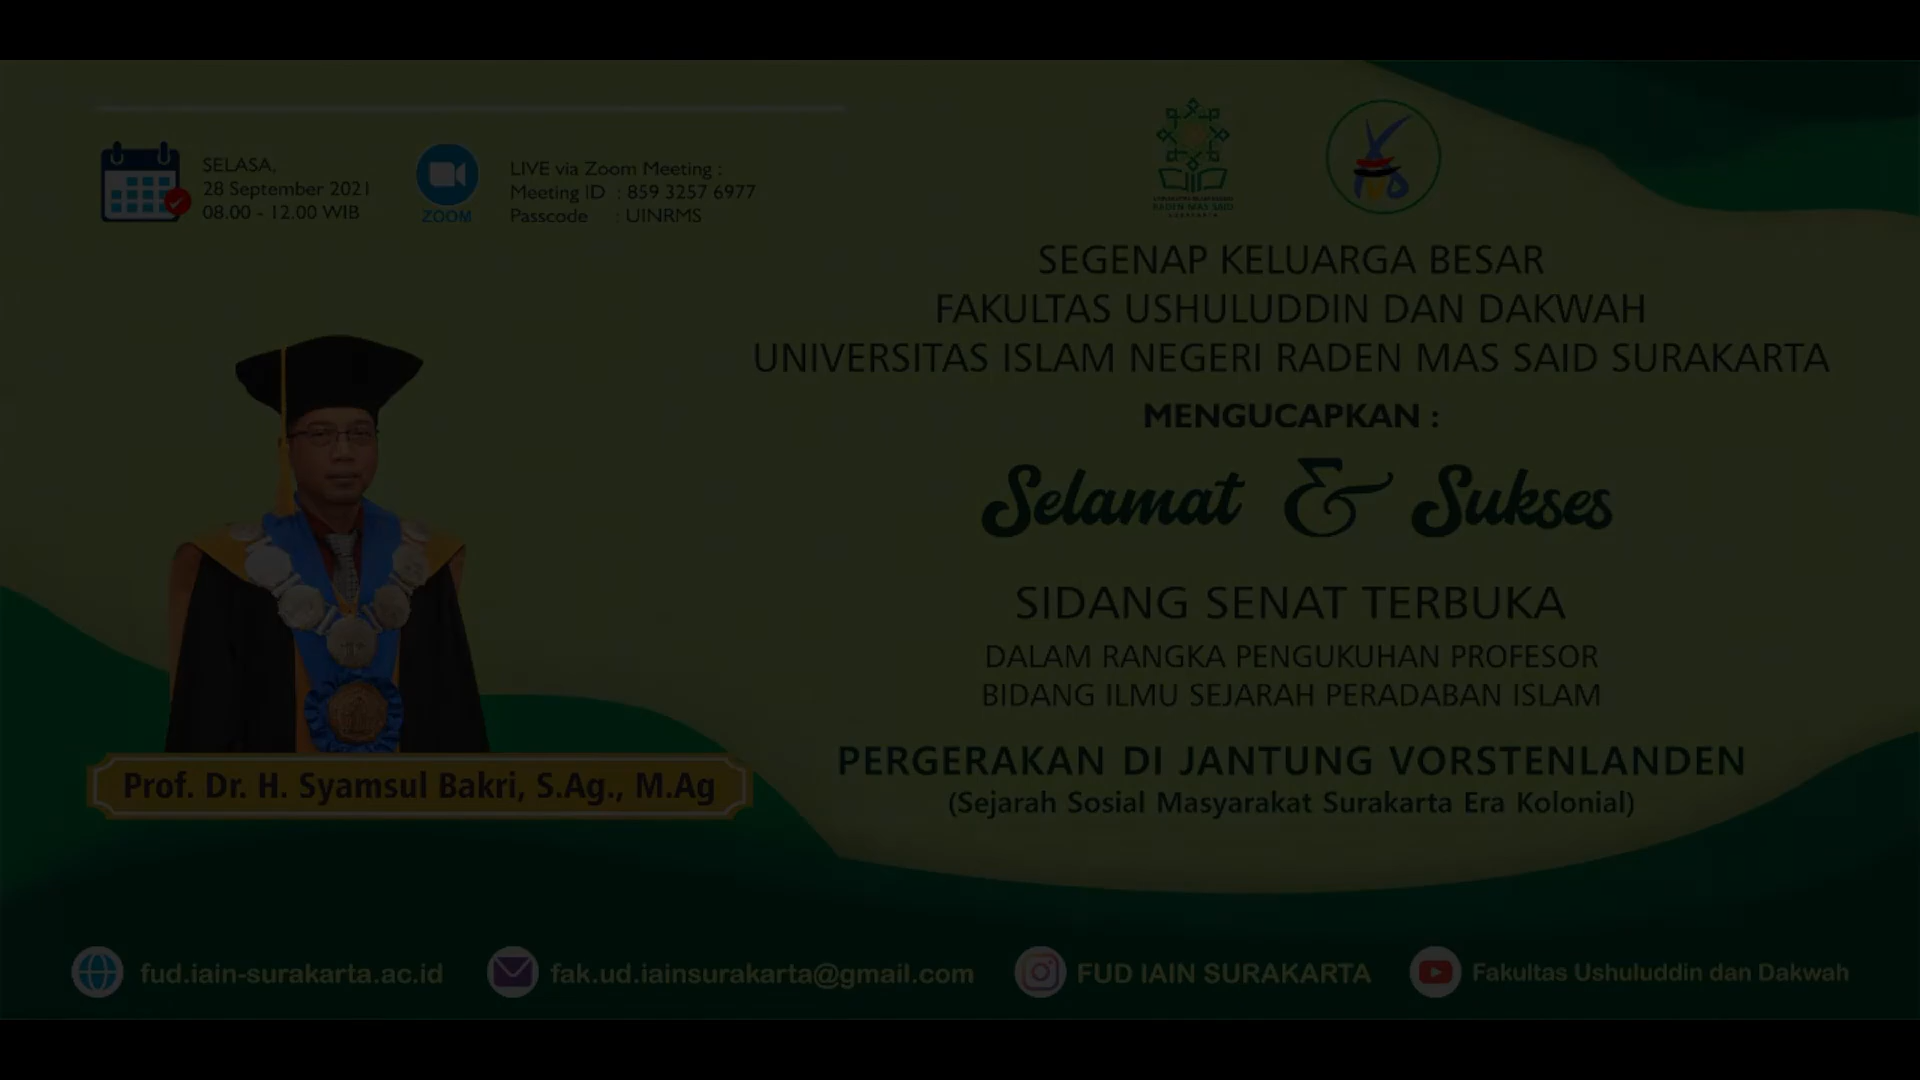 SELASA,
28 September 2021
08.00 - 12.00 WIB
ZOOM
LIVE via Zoom Meeting :
Meeting ID : 859 3257 6977
Passcode : UINRMS
RADEN MAS SAID
SURAKARTA
SEGENAP KELUARGA BESAR
FAKULTAS USHULUDDIN DAN DAKWAH
UNIVERSITAS ISLAM NEGERI RADEN MAS SAID SURAKARTA
MENGUCAPKAN :
Selamat & Sukses
SIDANG SENAT TERBUKA
DALAM RANGKA PENGUKUHAN PROFESOR
BIDANG ILMU SEJARAH PERADABAN ISLAM
PERGERAKAN DI JANTUNG VORSTENLANDEN
(Sejarah Sosial Masyarakat Surakarta Era Kolonial)
Prof. Dr. H. Syamsul Bakri, S.Ag., M.Ag
fud.iain-surakarta.ac.id
fak.ud.iainsurakarta@gmail.com
FUD IAIN SURAKARTA
Fakultas Ushuluddin dan Dakwah